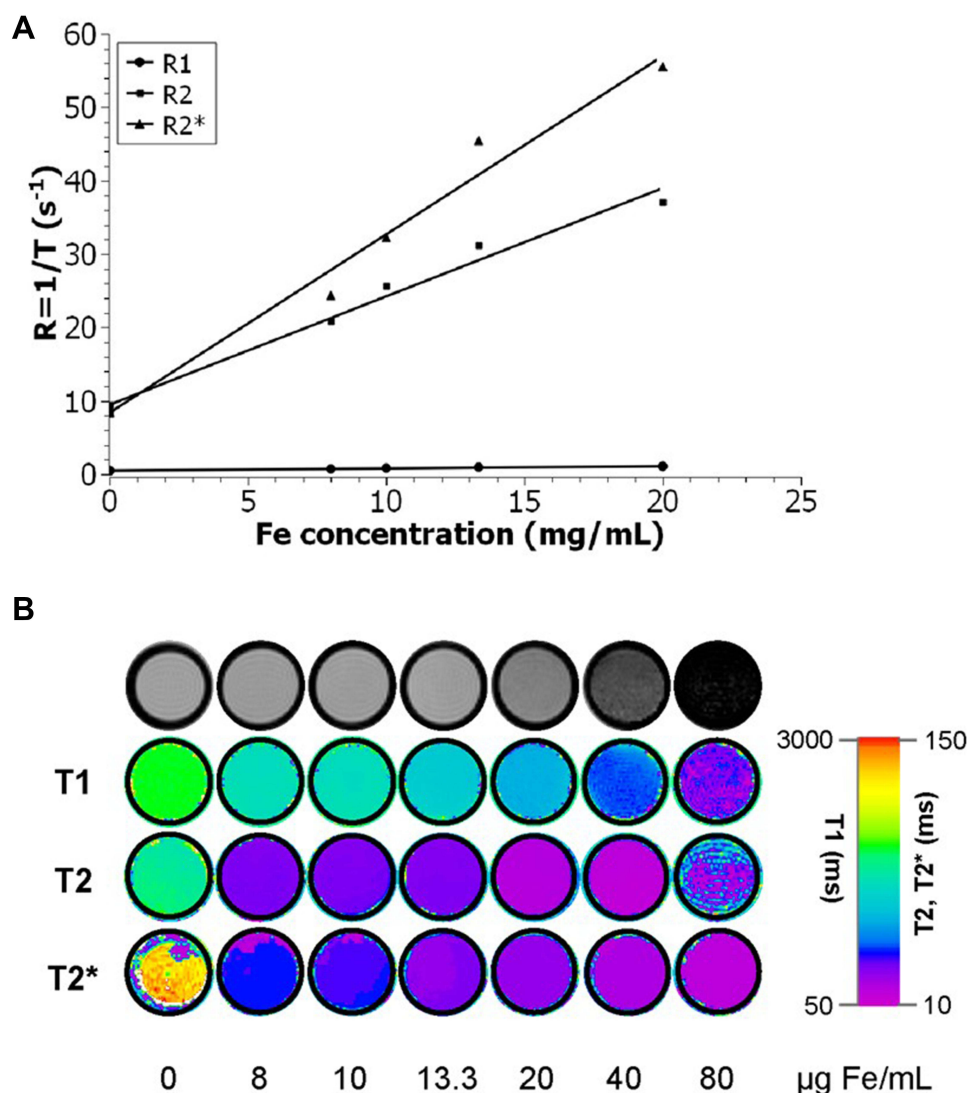 A
60
50
40
30
20
10
0
R=1/T (s⁻¹)
R1
R2
R2*
0 5 10 15 20 25
Fe concentration (mg/mL)
B
T1
T2
T2*
3000 150
T1 (ms)
T2, T2* (ms)
50 10
0 8 10 13.3 20 40 80 µg Fe/mL